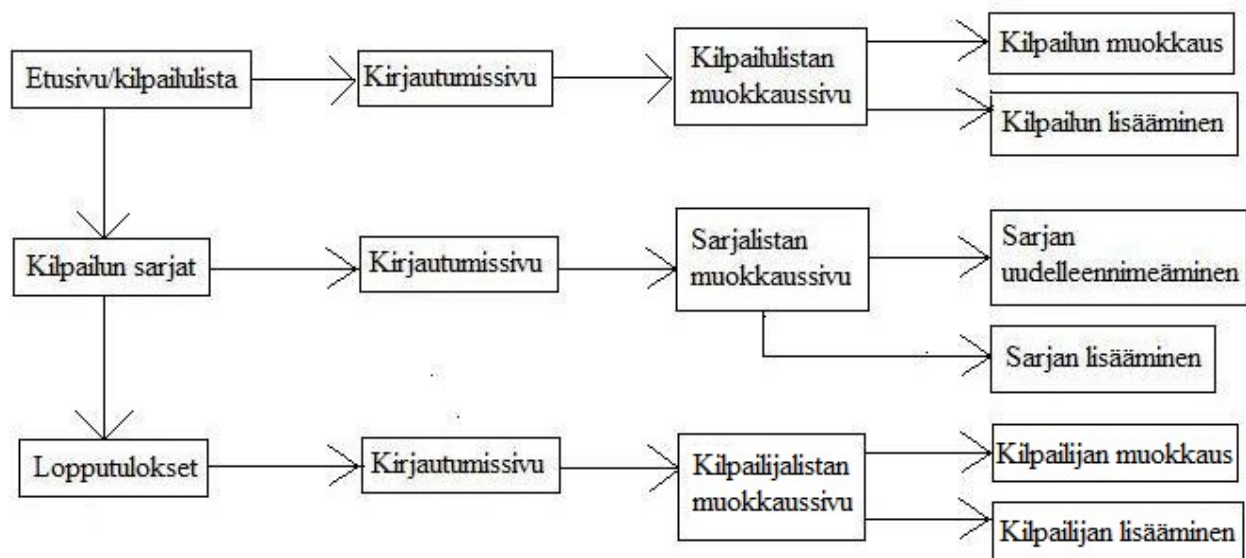 Etusivu/kilpailulista
Kirjautumissivu
Kilpailulistan
muokkaussivu
Kilpailun muokkaus
Kilpailun lisääminen
Kilpailun sarjat
Kirjautumissivu
Sarjalistan
muokkaussivu
Sarjan
uudelleennimeäminen
Sarjan lisääminen
Lopputulokset
Kirjautumissivu
Kilpailijalistan
muokkaussivu
Kilpailijan muokkaus
Kilpailijan lisääminen